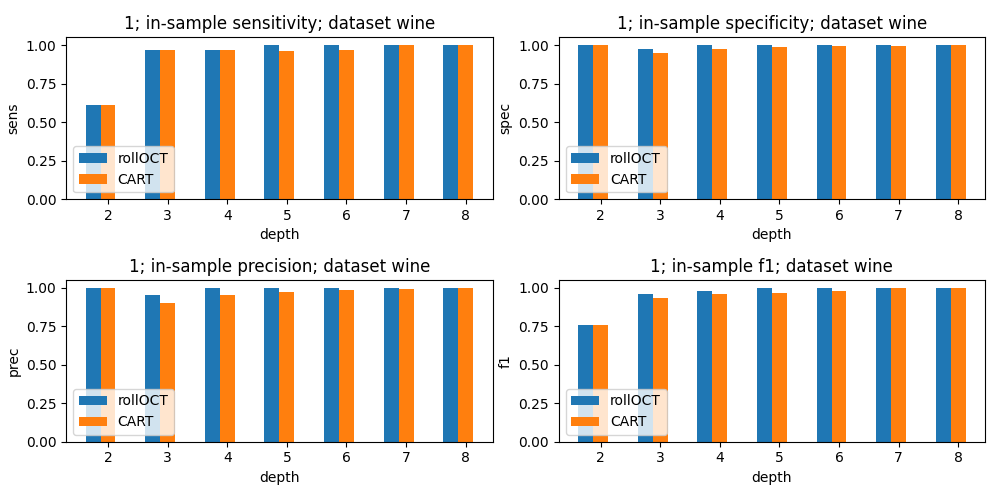 1; in-sample sensitivity; dataset wine
1.00
0.75
0.50
0.25
0.00
sens
rollOCT
CART
2 3 4 5 6 7 8
depth
1; in-sample specificity; dataset wine
1.00
0.75
0.50
0.25
0.00
spec
rollOCT
CART
2 3 4 5 6 7 8
depth
1; in-sample precision; dataset wine
1.00
0.75
0.50
0.25
0.00
prec
rollOCT
CART
2 3 4 5 6 7 8
depth
1; in-sample f1; dataset wine
1.00
0.75
0.50
0.25
0.00
f1
rollOCT
CART
2 3 4 5 6 7 8
depth